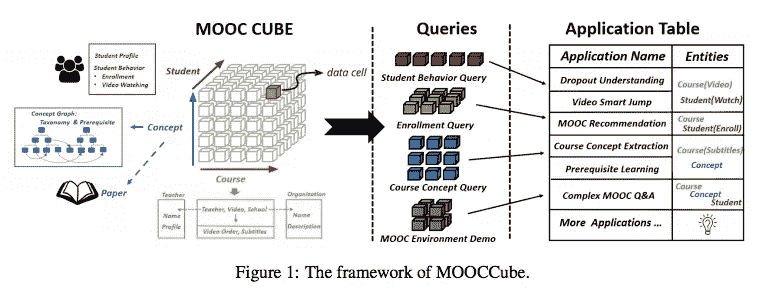 MOOC CUBE
Student Profile
Student Behavior
• Enrollment
• Video Watching
Student
data cell
Concept Graph:
Taxonomy & Prerequisite
Concept
Paper
Course
Teacher
Name
Profile
Teacher, Video, School
Video Order, Subtitles
Organization
Name
Description
Queries
Student Behavior Query
Enrollment Query
Course Concept Query
MOOC Environment Demo
Application Table
Application Name Entities
Dropout Understanding
Video Smart Jump
Course(Video)
Student(Watch)
MOOC Recommendation
Course
Student(Enroll)
Course Concept Extraction
Prerequisite Learning
Course(Subtitles)
Concept
Complex MOOC Q&A
Course
Concept
Student
More Applications ...
Figure 1: The framework of MOOCCube.